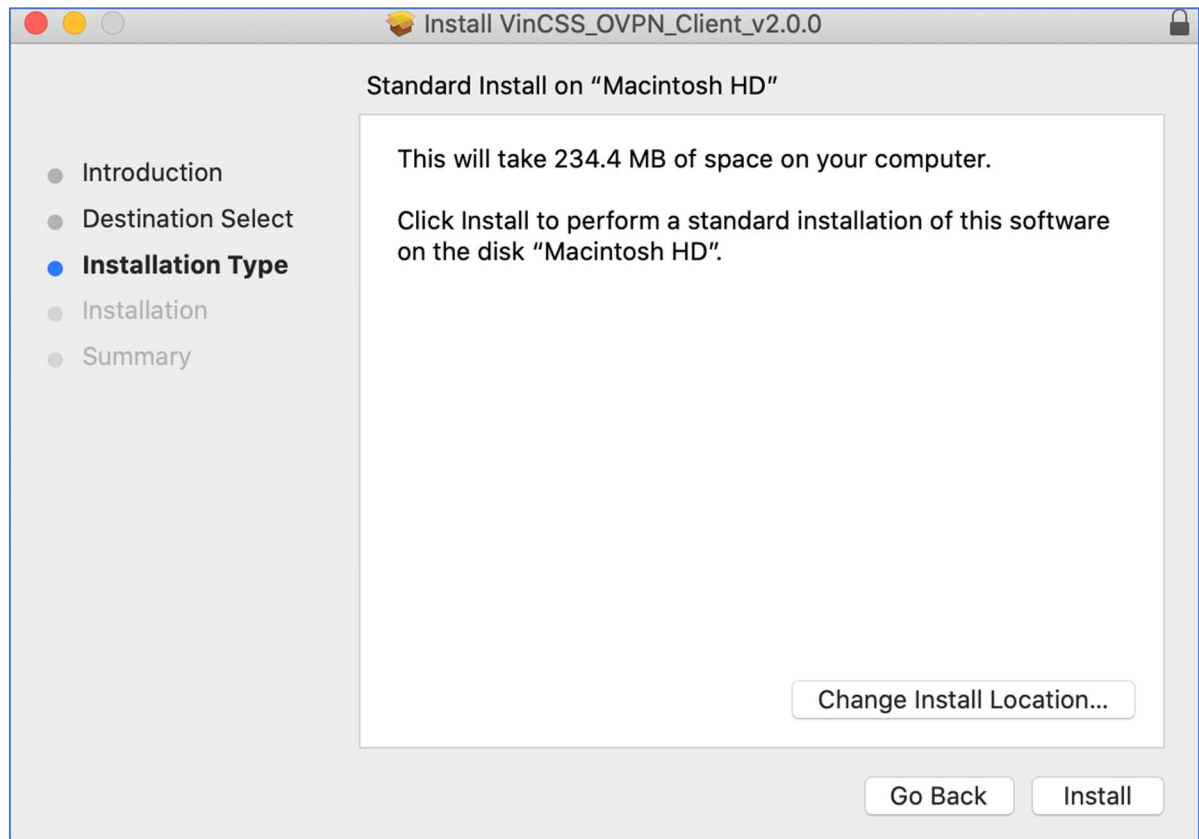 Install VinCSS_OVPN_Client_v2.0.0
Standard Install on “Macintosh HD”
Introduction
Destination Select
Installation Type
Installation
Summary
This will take 234.4 MB of space on your computer.
Click Install to perform a standard installation of this software
on the disk “Macintosh HD”.
Change Install Location...
Go Back
Install